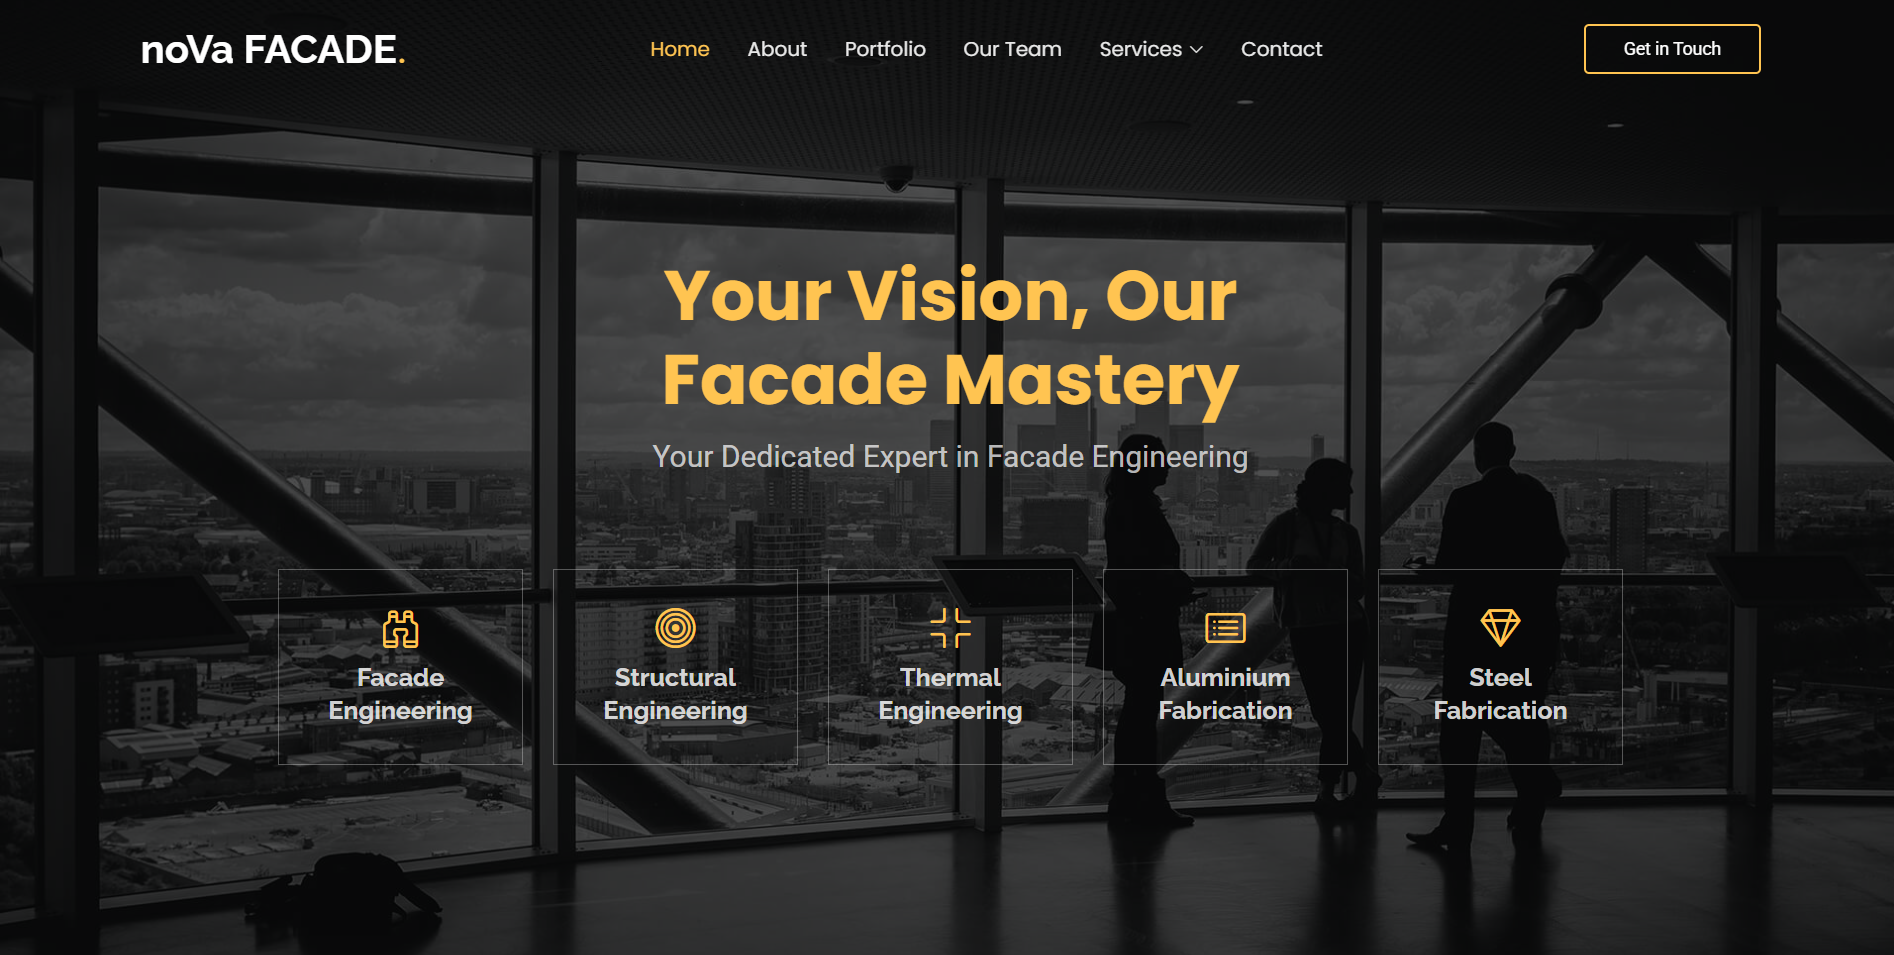 noVa FACADE.
Home
About
Portfolio
Our Team
Services
Contact
Get in Touch
Your Vision, Our
Facade Mastery
Your Dedicated Expert in Facade Engineering
Facade
Engineering
Structural
Engineering
Thermal
Engineering
Aluminium
Fabrication
Steel
Fabrication